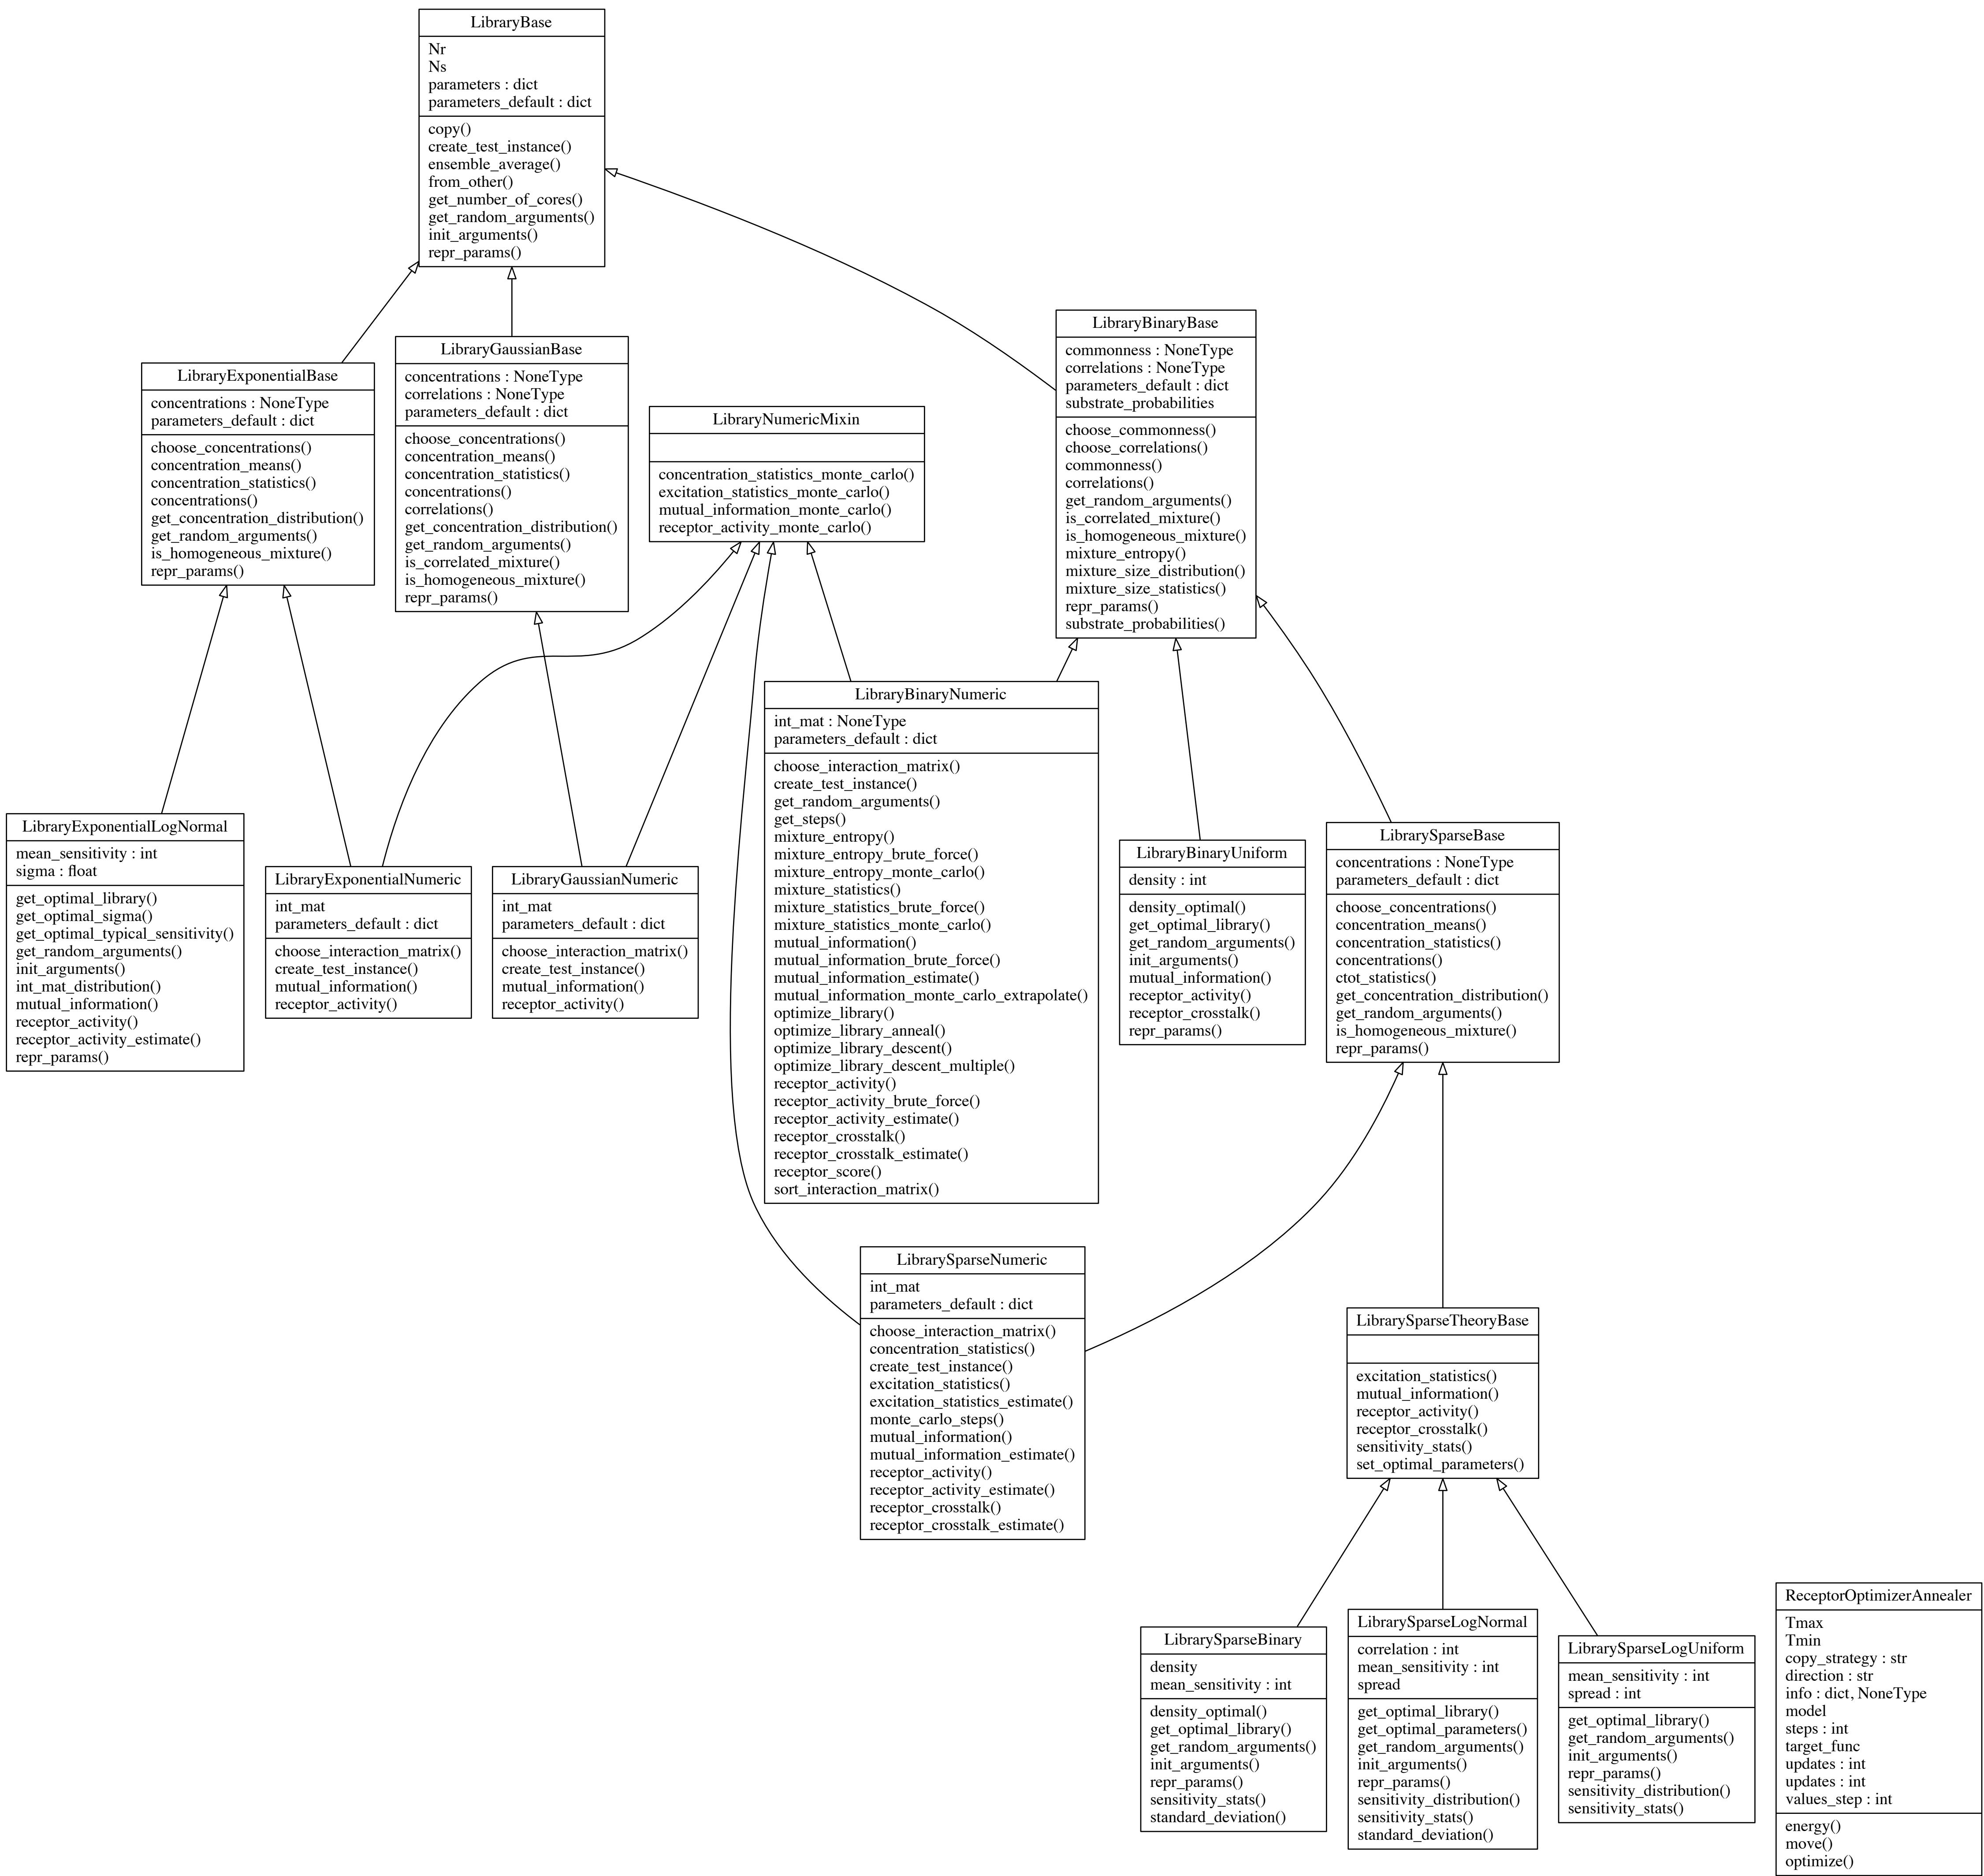 LibraryBase
Nr
Ns
parameters : dict
parameters_default : dict
copy()
create_test_instance()
ensemble_average()
from_other()
get_number_of_cores()
get_random_arguments()
init_arguments()
repr_params()
LibraryExponentialBase
concentrations : NoneType
parameters_default : dict
choose_concentrations()
concentration_means()
concentration_statistics()
concentrations()
get_concentration_distribution()
get_random_arguments()
is_homogeneous_mixture()
repr_params()
LibraryGaussianBase
concentrations : NoneType
correlations : NoneType
parameters_default : dict
choose_concentrations()
concentration_means()
concentration_statistics()
concentrations()
correlations()
get_concentration_distribution()
get_random_arguments()
is_correlated_mixture()
is_homogeneous_mixture()
repr_params()
LibraryNumericMixin
concentration_statistics_monte_carlo()
excitation_statistics_monte_carlo()
mutual_information_monte_carlo()
receptor_activity_monte_carlo()
LibraryBinaryBase
commonness : NoneType
correlations : NoneType
parameters_default : dict
substrate_probabilities
choose_commonness()
choose_correlations()
commonness()
correlations()
get_random_arguments()
is_correlated_mixture()
is_homogeneous_mixture()
mixture_entropy()
mixture_size_distribution()
mixture_size_statistics()
repr_params()
substrate_probabilities()
LibraryExponentialLogNormal
mean_sensitivity : int
sigma : float
get_optimal_library()
get_optimal_sigma()
get_optimal_typical_sensitivity()
get_random_arguments()
init_arguments()
int_mat_distribution()
mutual_information()
receptor_activity()
receptor_activity_estimate()
repr_params()
LibraryExponentialNumeric
int_mat
parameters_default : dict
choose_interaction_matrix()
create_test_instance()
mutual_information()
receptor_activity()
LibraryGaussianNumeric
int_mat
parameters_default : dict
choose_interaction_matrix()
create_test_instance()
mutual_information()
receptor_activity()
LibraryBinaryNumeric
int_mat : NoneType
parameters_default : dict
choose_interaction_matrix()
create_test_instance()
get_random_arguments()
get_steps()
mixture_entropy()
mixture_entropy_brute_force()
mixture_entropy_monte_carlo()
mixture_statistics()
mixture_statistics_brute_force()
mixture_statistics_monte_carlo()
mutual_information()
mutual_information_brute_force()
mutual_information_estimate()
mutual_information_monte_carlo_extrapolate()
optimize_library()
optimize_library_anneal()
optimize_library_descent()
optimize_library_descent_multiple()
receptor_activity()
receptor_activity_brute_force()
receptor_activity_estimate()
receptor_crosstalk()
receptor_crosstalk_estimate()
receptor_score()
sort_interaction_matrix()
LibraryBinaryUniform
density : int
density_optimal()
get_optimal_library()
get_random_arguments()
init_arguments()
mutual_information()
receptor_activity()
receptor_crosstalk()
repr_params()
LibrarySparseBase
concentrations : NoneType
parameters_default : dict
choose_concentrations()
concentration_means()
concentration_statistics()
concentrations()
ctot_statistics()
get_concentration_distribution()
get_random_arguments()
is_homogeneous_mixture()
repr_params()
LibrarySparseNumeric
int_mat
parameters_default : dict
choose_interaction_matrix()
concentration_statistics()
create_test_instance()
excitation_statistics()
excitation_statistics_estimate()
monte_carlo_steps()
mutual_information()
mutual_information_estimate()
receptor_activity()
receptor_activity_estimate()
receptor_crosstalk()
receptor_crosstalk_estimate()
LibrarySparseTheoryBase
excitation_statistics()
mutual_information()
receptor_activity()
receptor_crosstalk()
sensitivity_stats()
set_optimal_parameters()
LibrarySparseBinary
density
mean_sensitivity : int
density_optimal()
get_optimal_library()
get_random_arguments()
init_arguments()
repr_params()
sensitivity_stats()
standard_deviation()
LibrarySparseLogNormal
correlation : int
mean_sensitivity : int
spread
get_optimal_library()
get_optimal_parameters()
get_random_arguments()
init_arguments()
repr_params()
sensitivity_distribution()
sensitivity_stats()
standard_deviation()
LibrarySparseLogUniform
mean_sensitivity : int
spread : int
get_optimal_library()
get_random_arguments()
init_arguments()
repr_params()
sensitivity_distribution()
sensitivity_stats()
ReceptorOptimizerAnnealer
Tmax
Tmin
copy_strategy : str
direction : str
info : dict, NoneType
model
steps : int
target_func
updates : int
updates : int
values_step : int
energy()
move()
optimize()